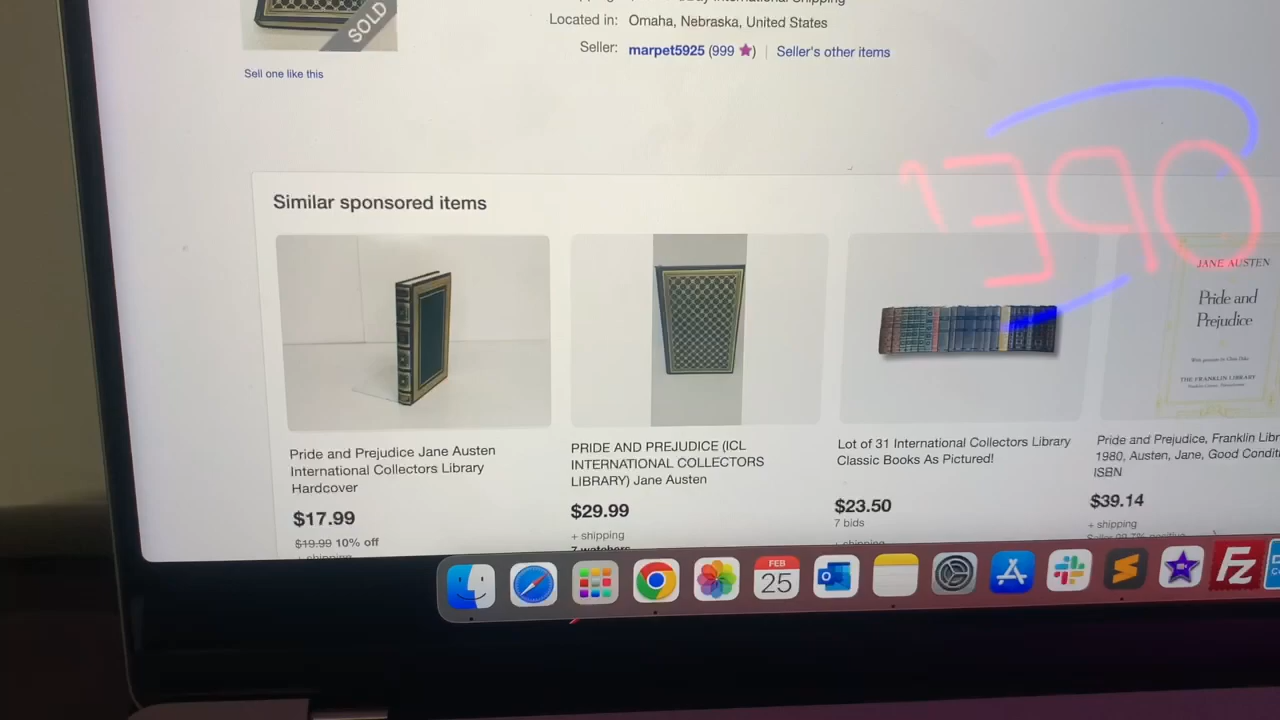 Located in: Omaha, Nebraska, United States
Seller: marpet5925 (999 ★) | Seller's other items
SOLD
Sell one like this
Similar sponsored items
Pride and Prejudice Jane Austen
International Collectors Library
Hardcover
$17.99
$19.99 10% off
+ shipping
PRIDE AND PREJUDICE (ICL
INTERNATIONAL COLLECTORS
LIBRARY) Jane Austen
$29.99
+ shipping
7 watchers
Lot of 31 International Collectors Library
Classic Books As Pictured!
$23.50
7 bids
+ shipping
JANE AUSTEN
Pride and
Prejudice
THE FRANKLIN LIBRARY
Pride and Prejudice, Franklin Libr
1980, Austen, Jane, Good Conditi
ISBN
$39.14
+ shipping
OPE
FEB
25
Fz